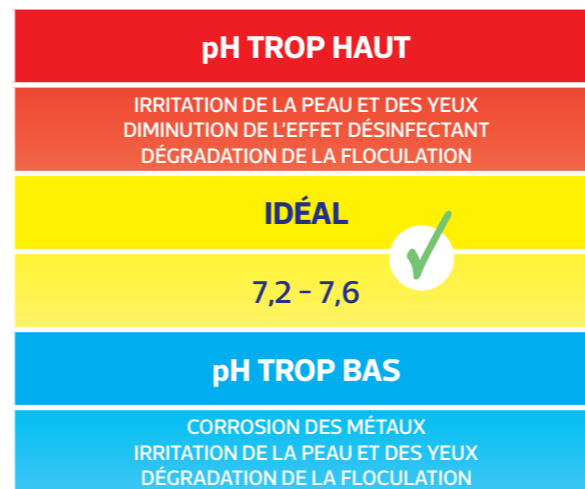 pH TROP HAUT
IRRITATION DE LA PEAU ET DES YEUX
DIMINUTION DE L'EFFET DÉSINFECTANT
DÉGRADATION DE LA FLOCULATION
IDÉAL
7,2 – 7,6
pH TROP BAS
CORROSION DES MÉTAUX
IRRITATION DE LA PEAU ET DES YEUX
DÉGRADATION DE LA FLOCULATION